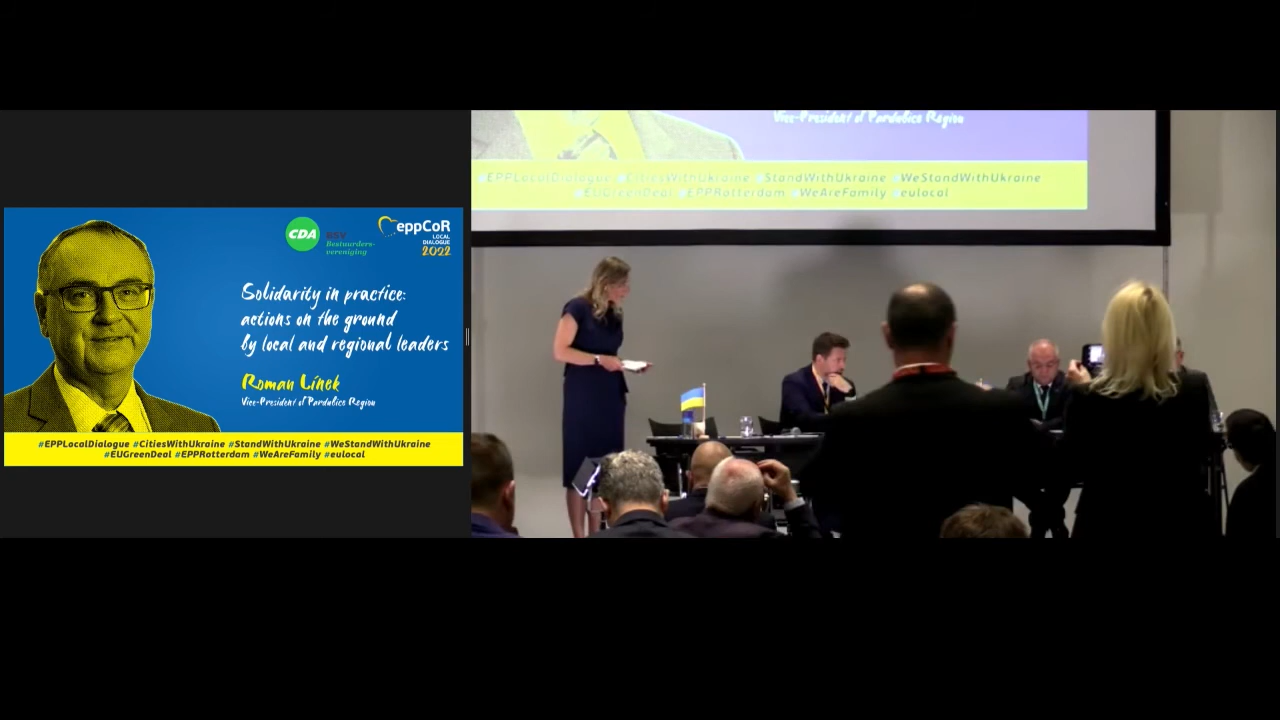 CDA
BSV
Bestuurders-
vereniging
eppCoR
LOCAL
DIALOGUE
2022
Solidarity in practice:
actions on the ground
by local and regional leaders
Roman Línek
Vice-President of Pardubice Region
#EPPLocalDialogue #CitiesWithUkraine #StandWithUkraine #WeStandWithUkraine
#EUGreenDeal #EPPRotterdam #WeAreFamily #eulocal
Vice-President of Pardubice Region
#EPPLocalDialogue #CitiesWithUkraine #StandWithUkraine #WeStandWithUkraine
#EUGreenDeal #EPPRotterdam #WeAreFamily #eulocal